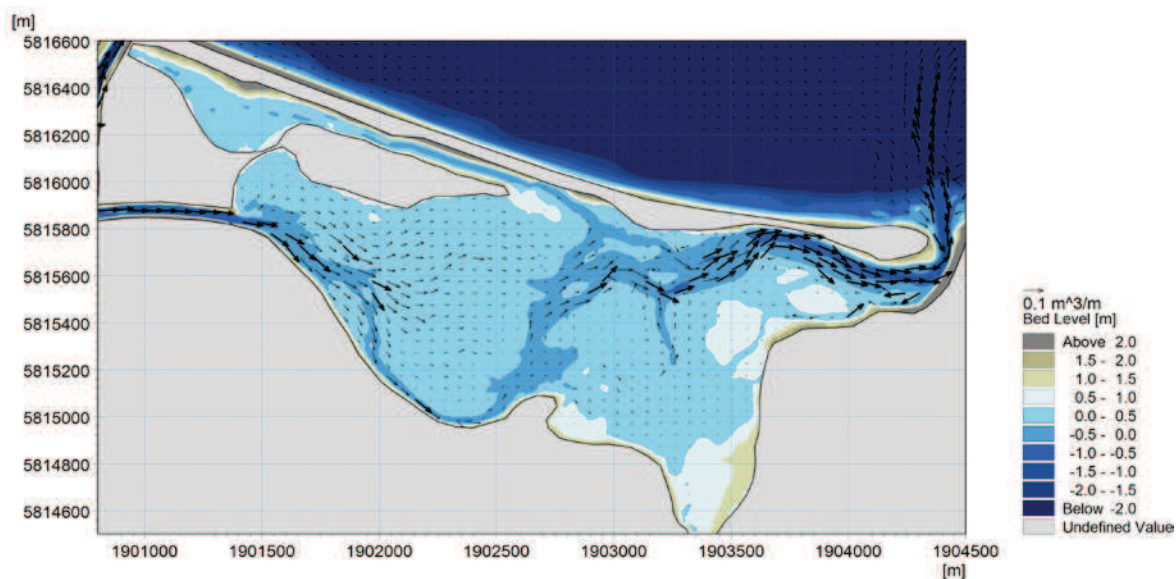 [m]
5816600
5816400
5816200
5816000
5815800
5815600
5815400
5815200
5815000
5814800
5814600
1901000 1901500 1902000 1902500 1903000 1903500 1904000 1904500
[m]
0.1 m^3/m
Bed Level [m]
Above 2.0
1.5 - 2.0
1.0 - 1.5
0.5 - 1.0
0.0 - 0.5
-0.5 - 0.0
-1.0 - -0.5
-1.5 - -1.0
-2.0 - -1.5
Below -2.0
Undefined Value